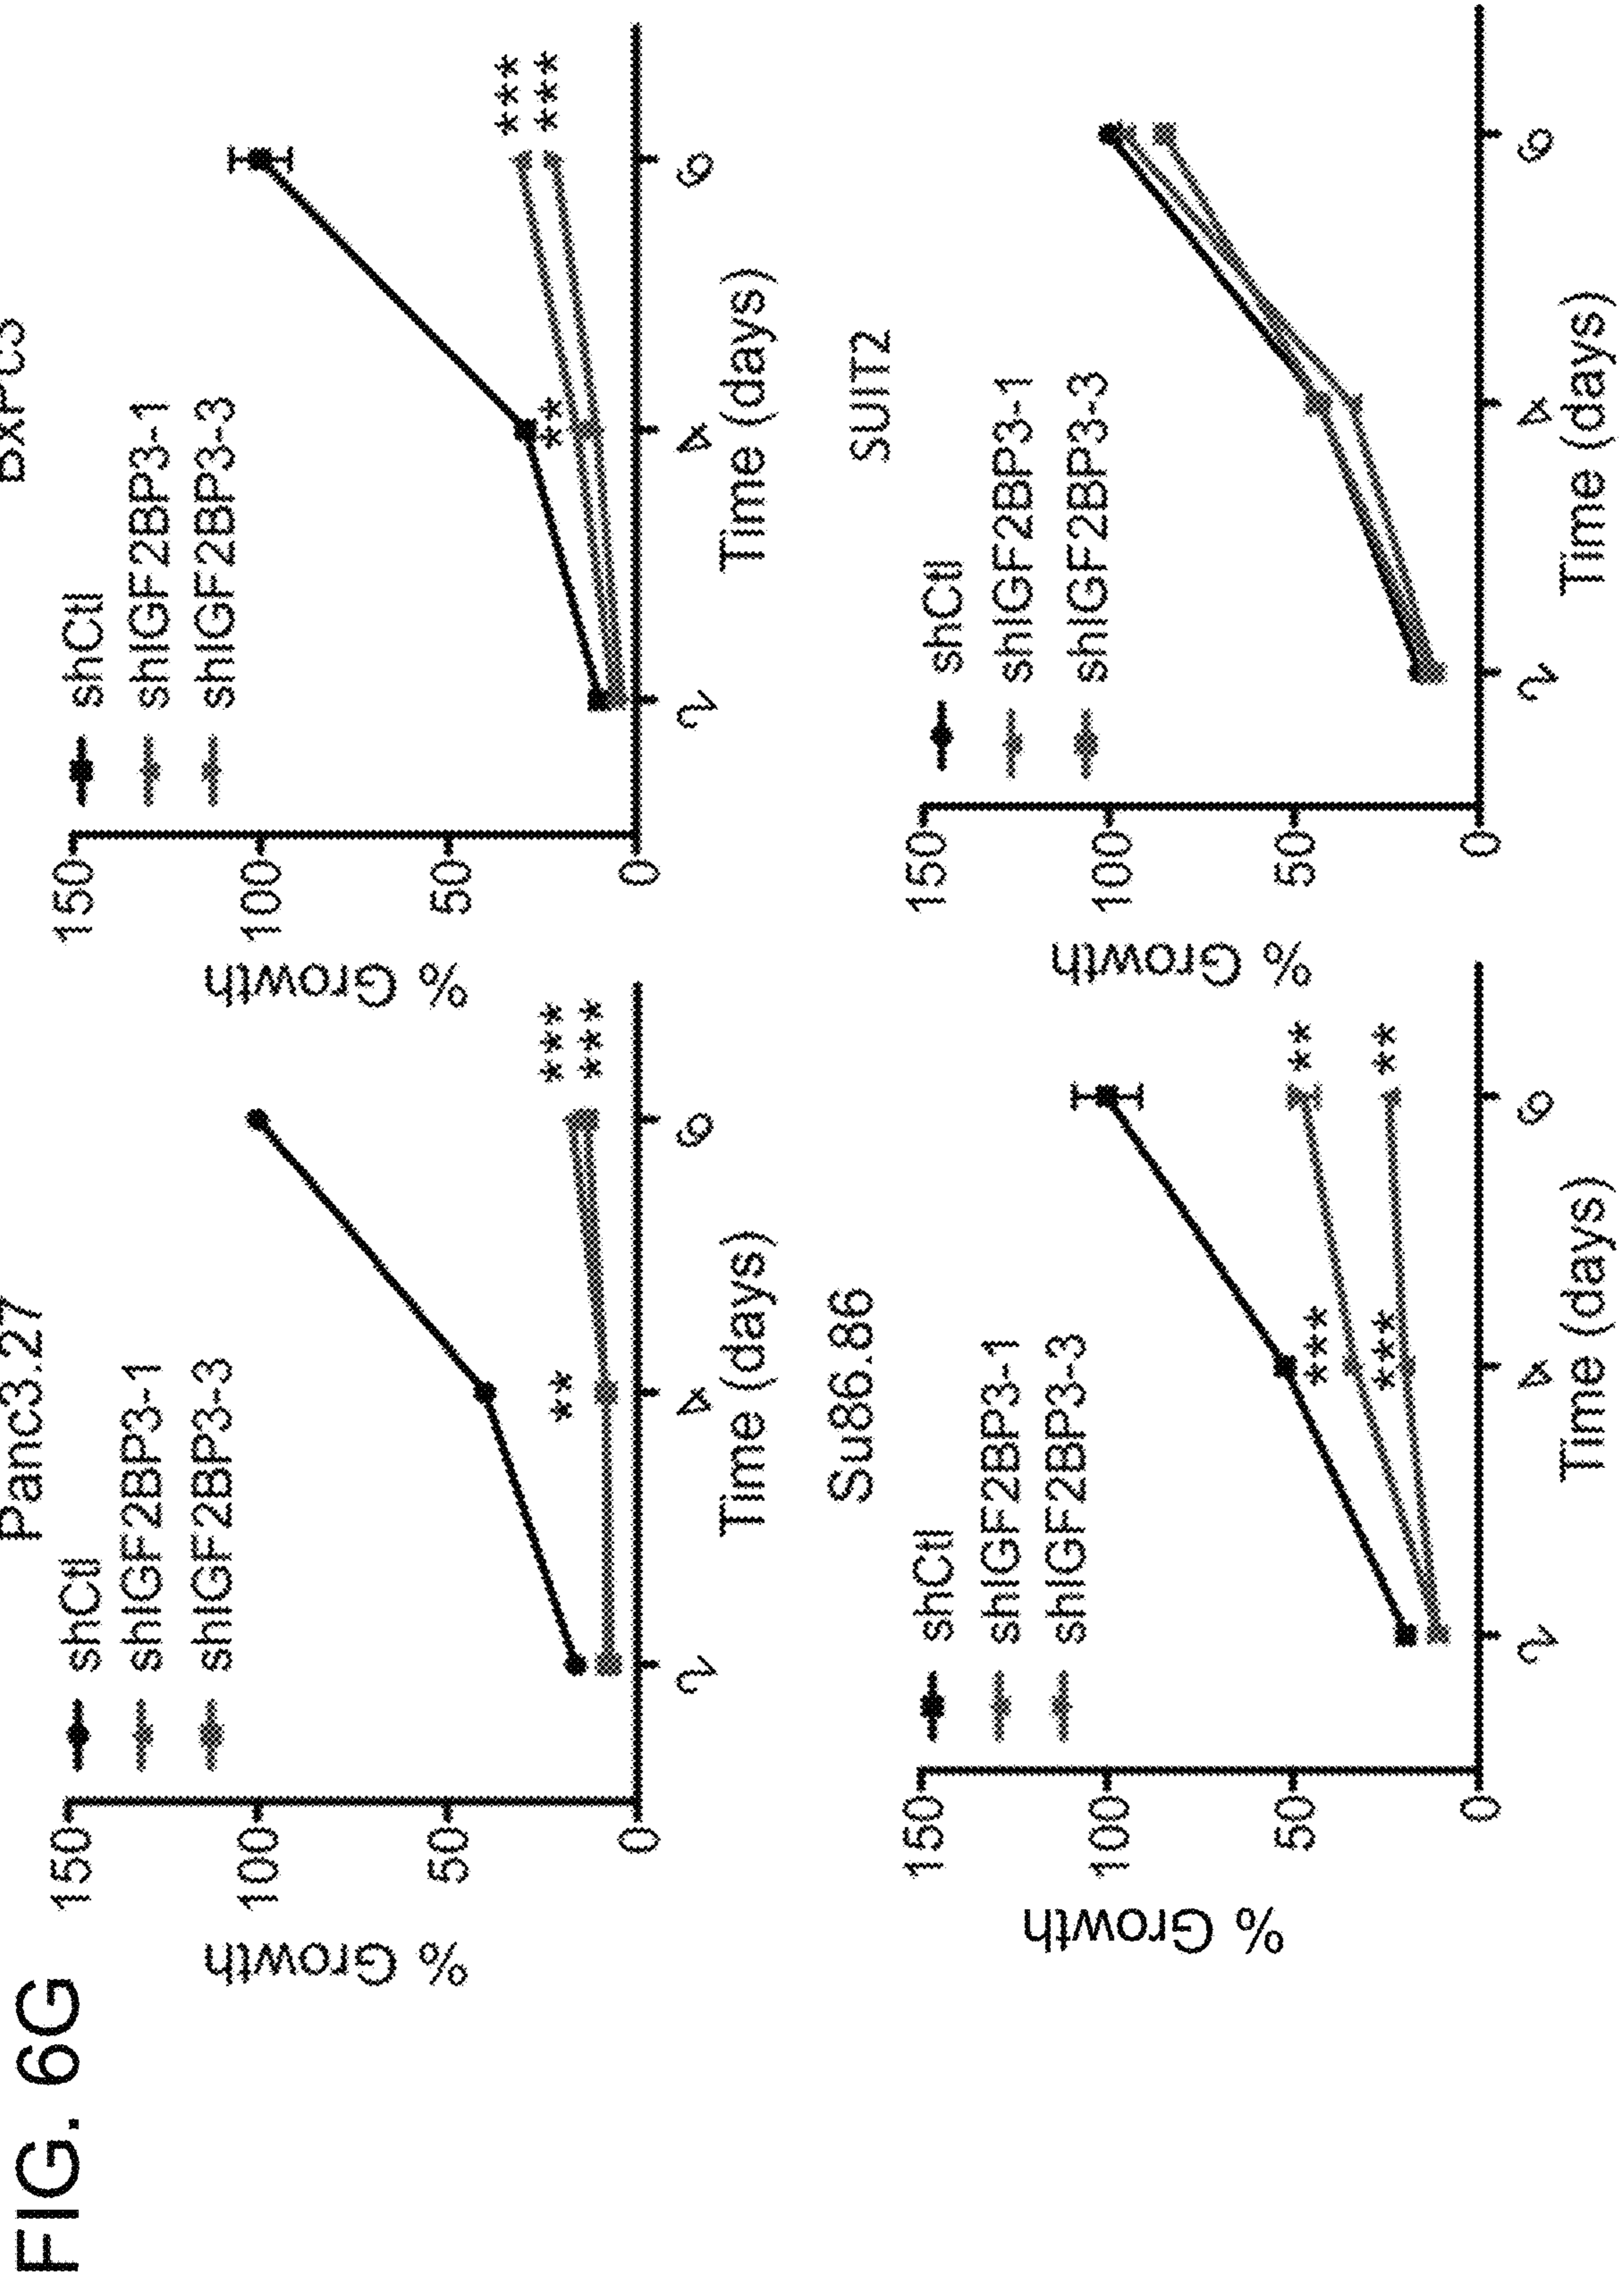 FIG. 6G
Panc3.27
shCtl
shIGF2BP3-1
shIGF2BP3-3
% Growth
150
100
50
0
**
***
***
2
4
6
Time (days)
BxPC3
shCtl
shIGF2BP3-1
shIGF2BP3-3
% Growth
150
100
50
0
**
***
***
2
4
6
Time (days)
Su86.86
shCtl
shIGF2BP3-1
shIGF2BP3-3
% Growth
150
100
50
0
***
***
**
**
2
4
6
Time (days)
SUIT2
shCtl
shIGF2BP3-1
shIGF2BP3-3
% Growth
150
100
50
0
2
4
6
Time (days)